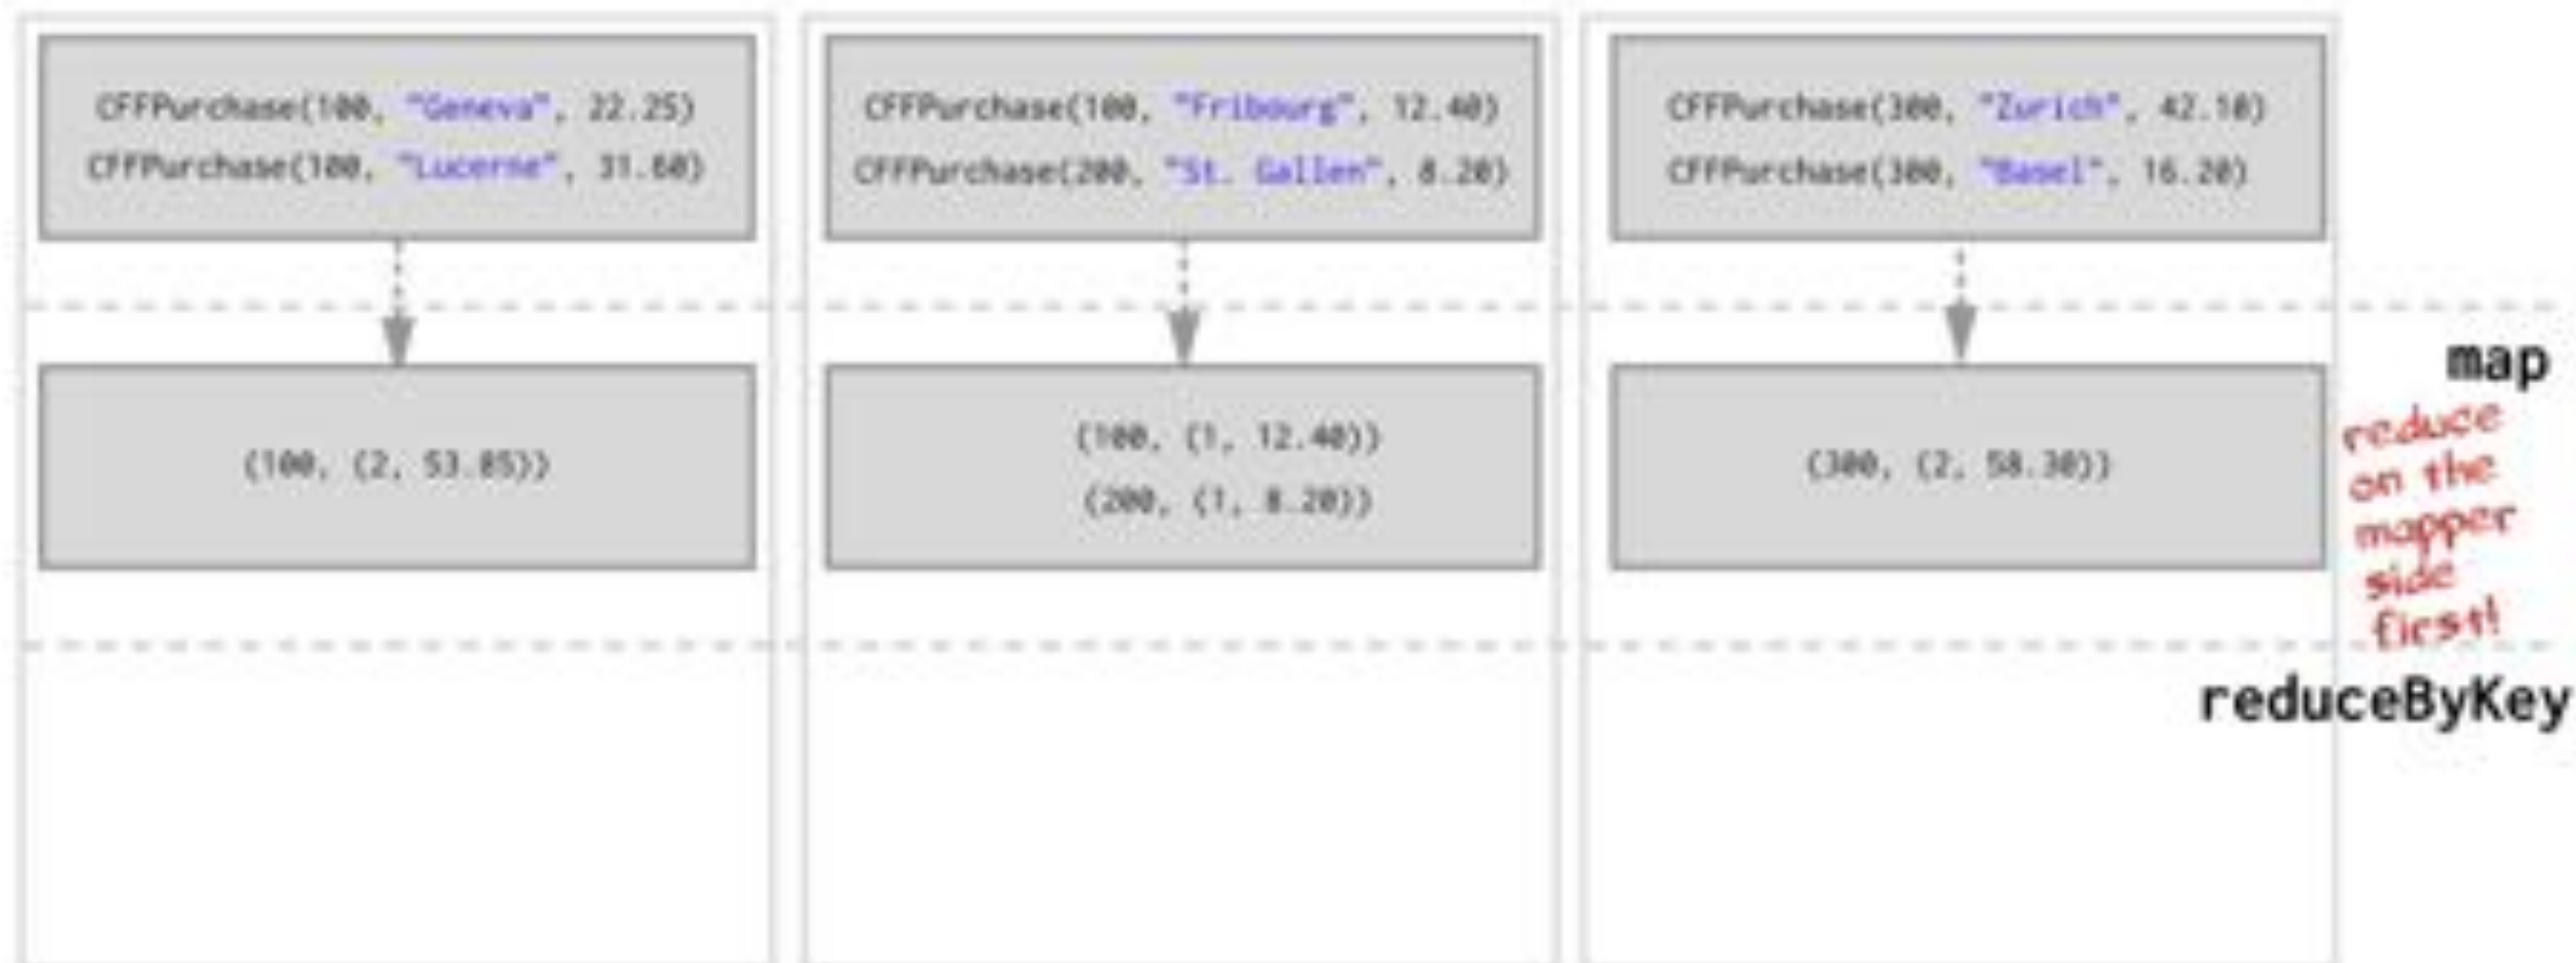 CFFPurchase(100, "Geneva", 22.25)
CFFPurchase(100, "Lucerne", 31.60)
CFFPurchase(100, "Fribourg", 12.40)
CFFPurchase(200, "St. Gallen", 8.20)
CFFPurchase(300, "Zurich", 42.10)
CFFPurchase(300, "Basel", 16.20)
(100, (2, 53.85))
(100, (1, 12.40))
(200, (1, 8.20))
(300, (2, 58.30))
map
reduce
on the
mapper
side
first!
reduceByKey